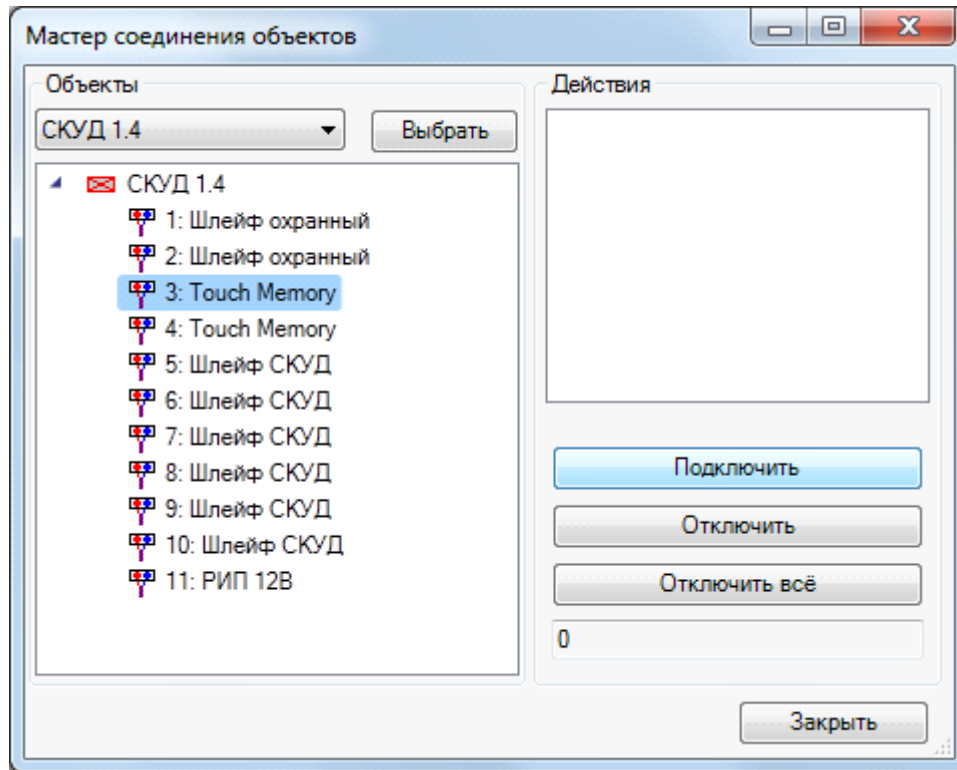 Мастер соединения объектов
Объекты
СКУД 1.4
Выбрать
СКУД 1.4
1: Шлейф охранный
2: Шлейф охранный
3: Touch Memory
4: Touch Memory
5: Шлейф СКУД
6: Шлейф СКУД
7: Шлейф СКУД
8: Шлейф СКУД
9: Шлейф СКУД
10: Шлейф СКУД
11: РИП 12В
Действия
Подключить
Отключить
Отключить всё
0
Закрыть